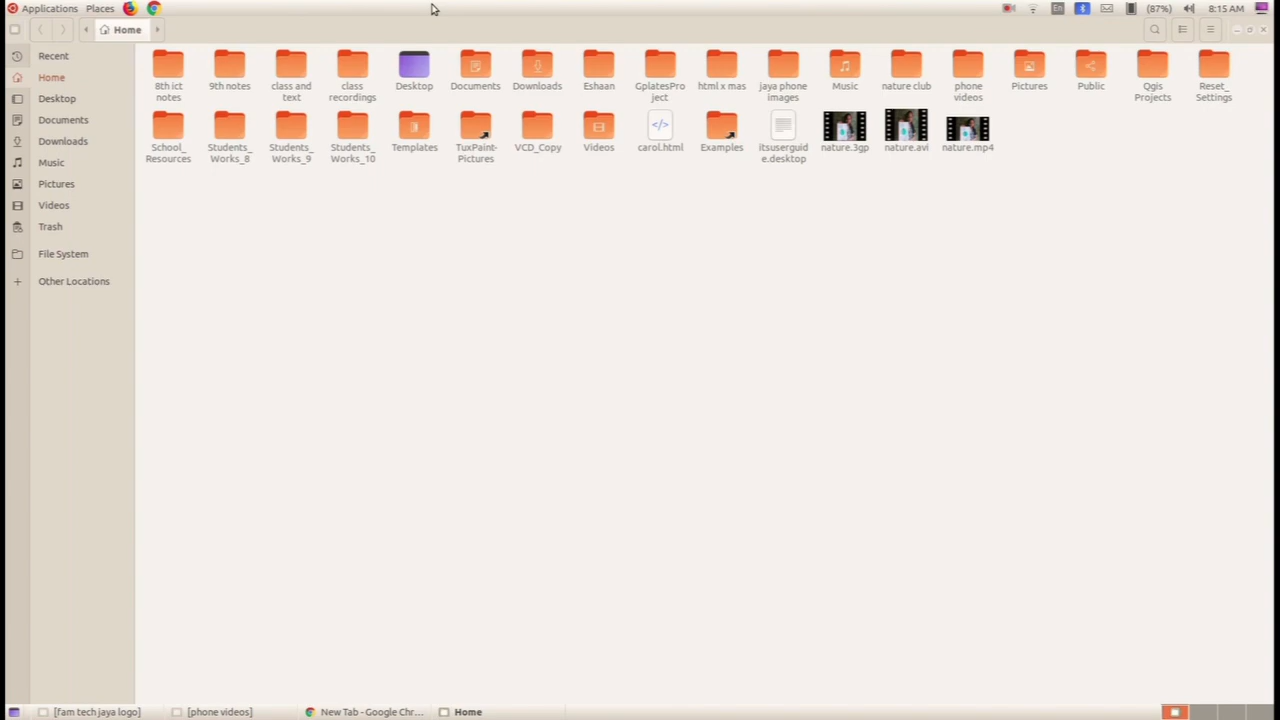 Applications Places En (87%) 8:15 AM
Home
Recent
Home
Desktop
Documents
Downloads
Music
Pictures
Videos
Trash
File System
Other Locations
8th ict
notes
9th notes
class and
text
class
recordings
Desktop
Documents
Downloads
Eshaan
GplatesPro
ject
html x mas
jaya phone
images
Music
nature club
phone
videos
Pictures
Public
Qgis
Projects
Reset_
Settings
School_
Resources
Students_
Works_8
Students_
Works_9
Students_
Works_10
Templates
TuxPaint-
Pictures
VCD_Copy
Videos
carol.html
Examples
itsuserguid
e.desktop
nature.3gp
nature.avi
nature.mp4
[fam tech jaya logo] [phone videos] New Tab - Google Chr... Home